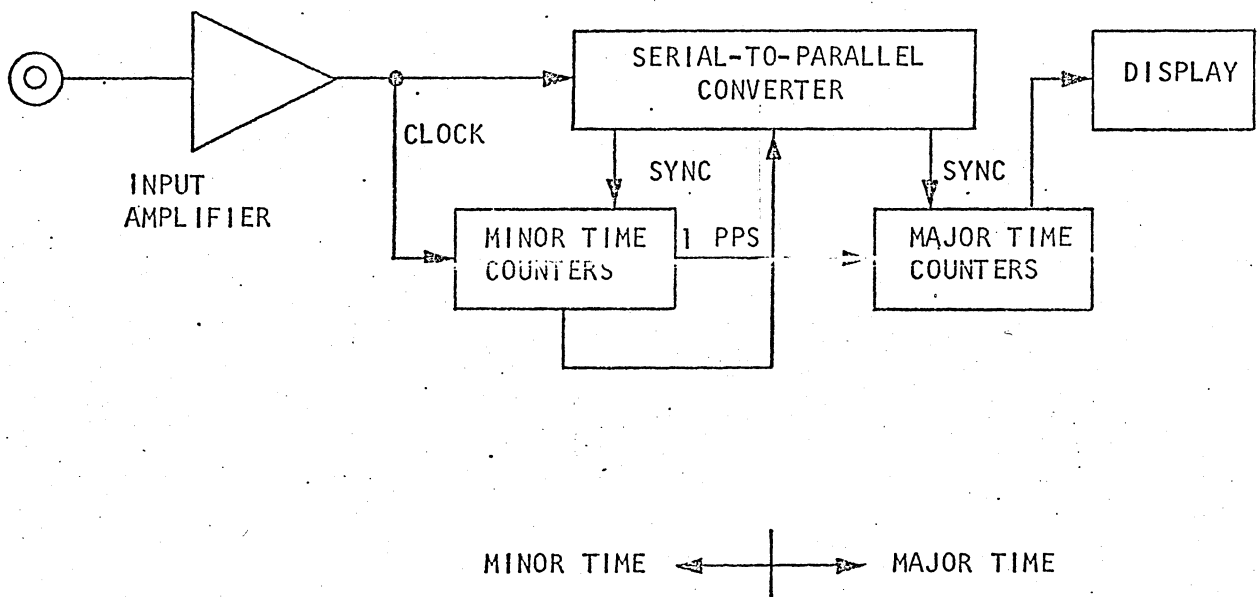 SERIAL-TO-PARALLEL
CONVERTER
DISPLAY
CLOCK
SYNC
SYNC
INPUT
AMPLIFIER
MINOR TIME
COUNTERS
1 PPS
MAJOR TIME
COUNTERS
MINOR TIME
MAJOR TIME